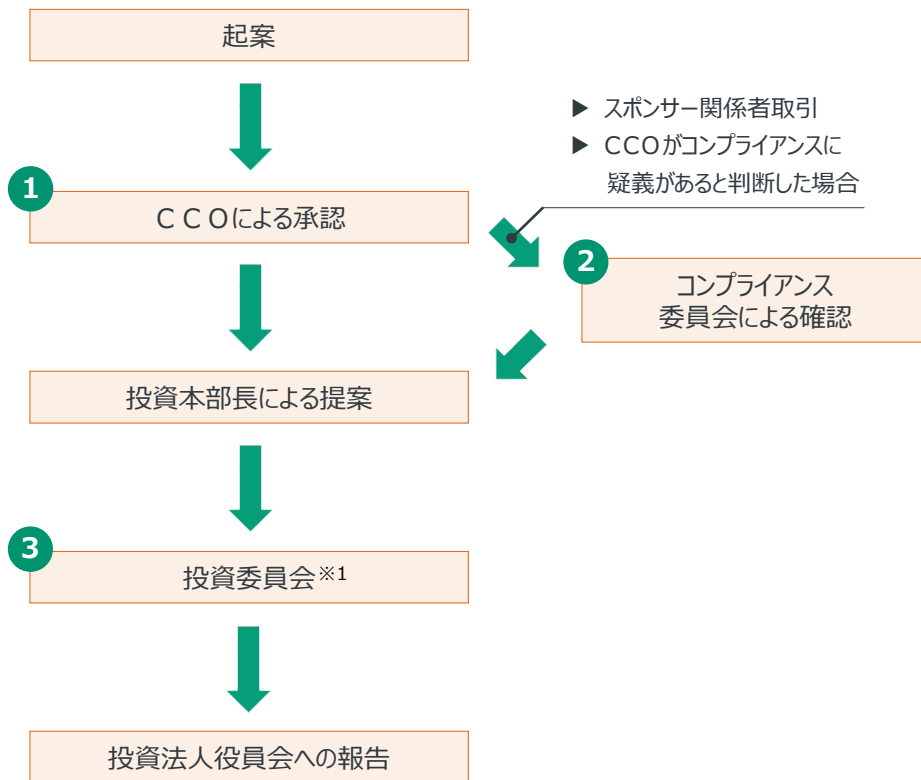 起案
▶ スポンサー関係者取引
▶ CCOがコンプライアンスに
疑義があると判断した場合
1
CCOによる承認
2
コンプライアンス
委員会による確認
投資本部長による提案
3
投資委員会※1
投資法人役員会への報告